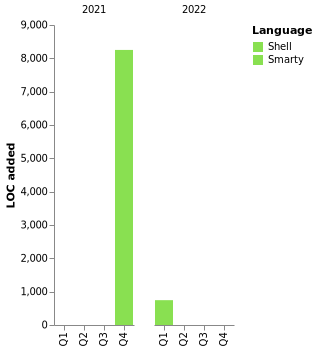 2021 2022
Language
Shell
Smarty
LOC added
9,000
8,000
7,000
6,000
5,000
4,000
3,000
2,000
1,000
0
Q1 Q2 Q3 Q4 Q1 Q2 Q3 Q4